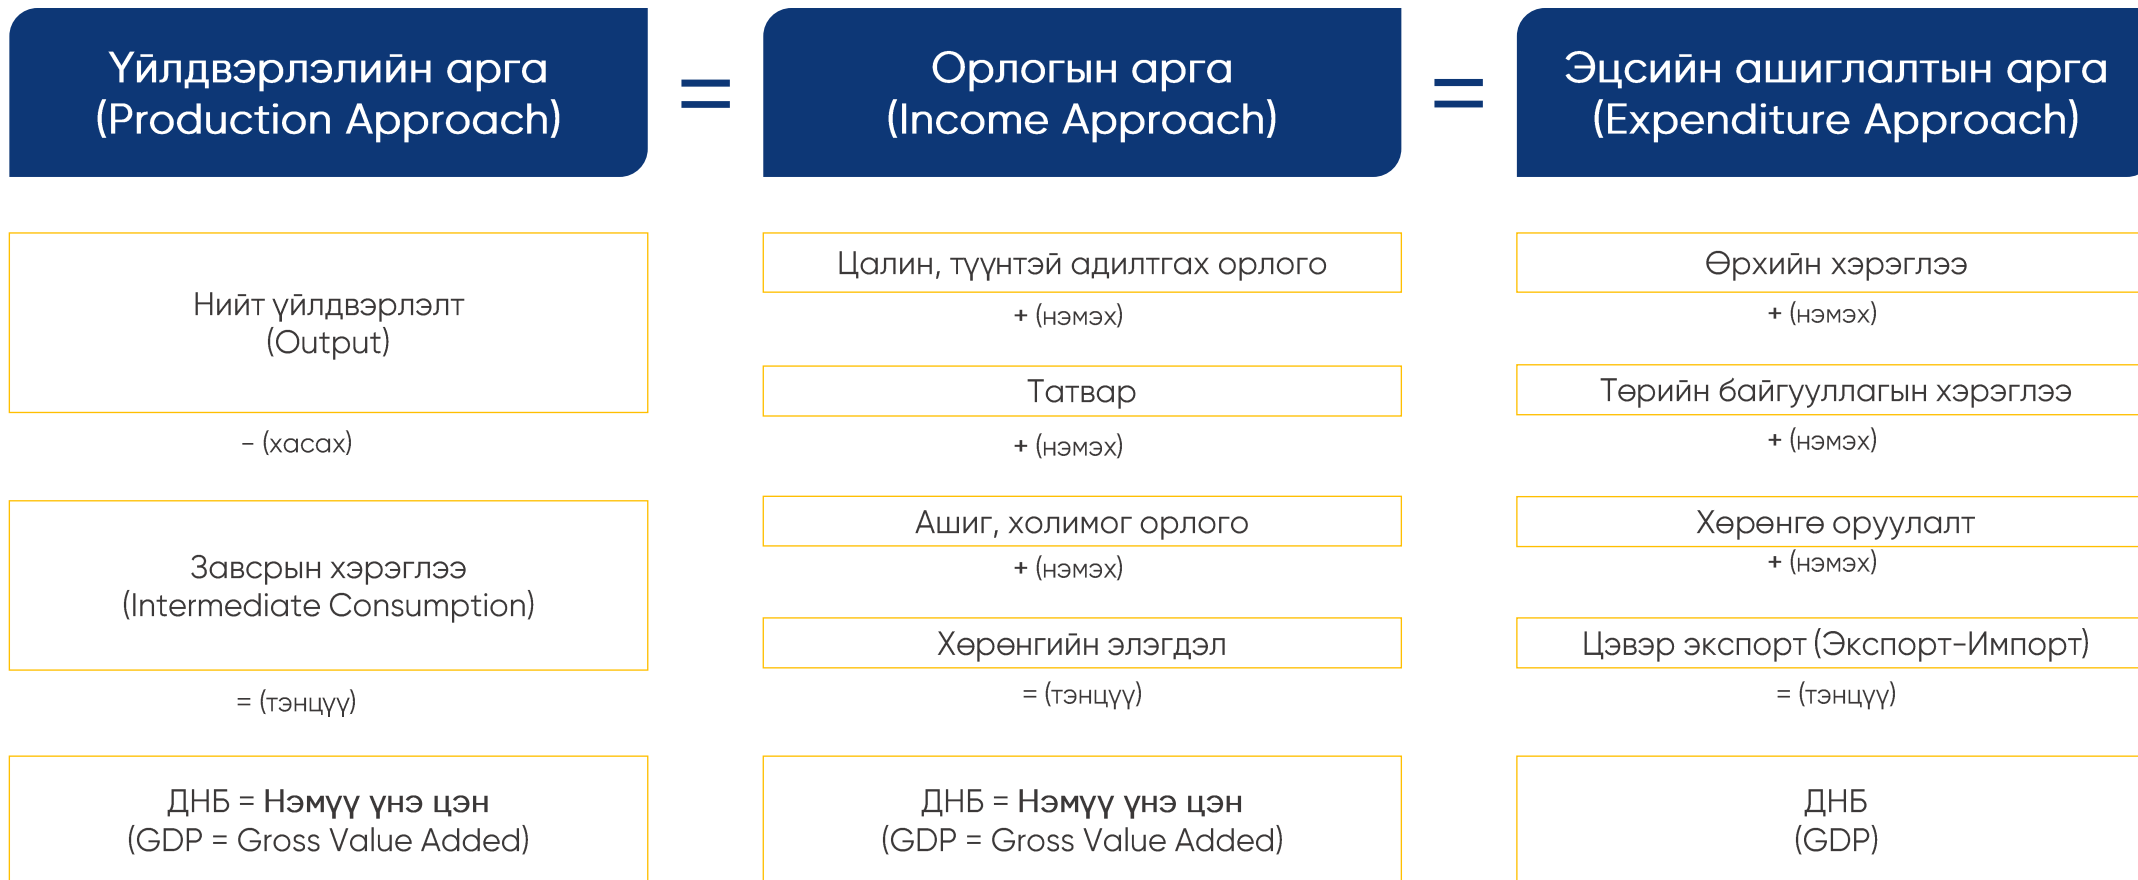 Үйлдвэрлэлийн арга
(Production Approach)
=
Орлогын арга
(Income Approach)
=
Эцсийн ашиглалтын арга
(Expenditure Approach)
Нийт үйлдвэрлэлт
(Output)
- (хасах)
Завсрын хэрэглээ
(Intermediate Consumption)
= (тэнцүү)
ДНБ = Нэмүү үнэ цэн
(GDP = Gross Value Added)
Цалин, түүнтэй адилтгах орлого
+ (нэмэх)
Татвар
+ (нэмэх)
Ашиг, холимог орлого
+ (нэмэх)
Хөрөнгийн элэгдэл
= (тэнцүү)
ДНБ = Нэмүү үнэ цэн
(GDP = Gross Value Added)
Өрхийн хэрэглээ
+ (нэмэх)
Төрийн байгууллагын хэрэглээ
+ (нэмэх)
Хөрөнгө оруулалт
+ (нэмэх)
Цэвэр экспорт (Экспорт-Импорт)
= (тэнцүү)
ДНБ
(GDP)